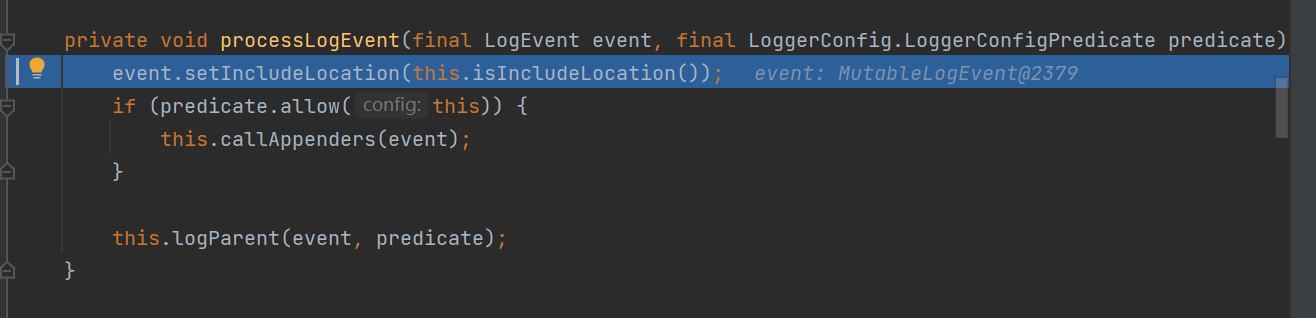 private void processLogEvent(final LogEvent event, final LoggerConfig.LoggerConfigPredicate predicate)
event.setIncludeLocation(this.isIncludeLocation()); event: MutableLogEvent@2379
if (predicate.allow( config: this)) {
this.callAppenders(event);
}
this.logParent(event, predicate);
}